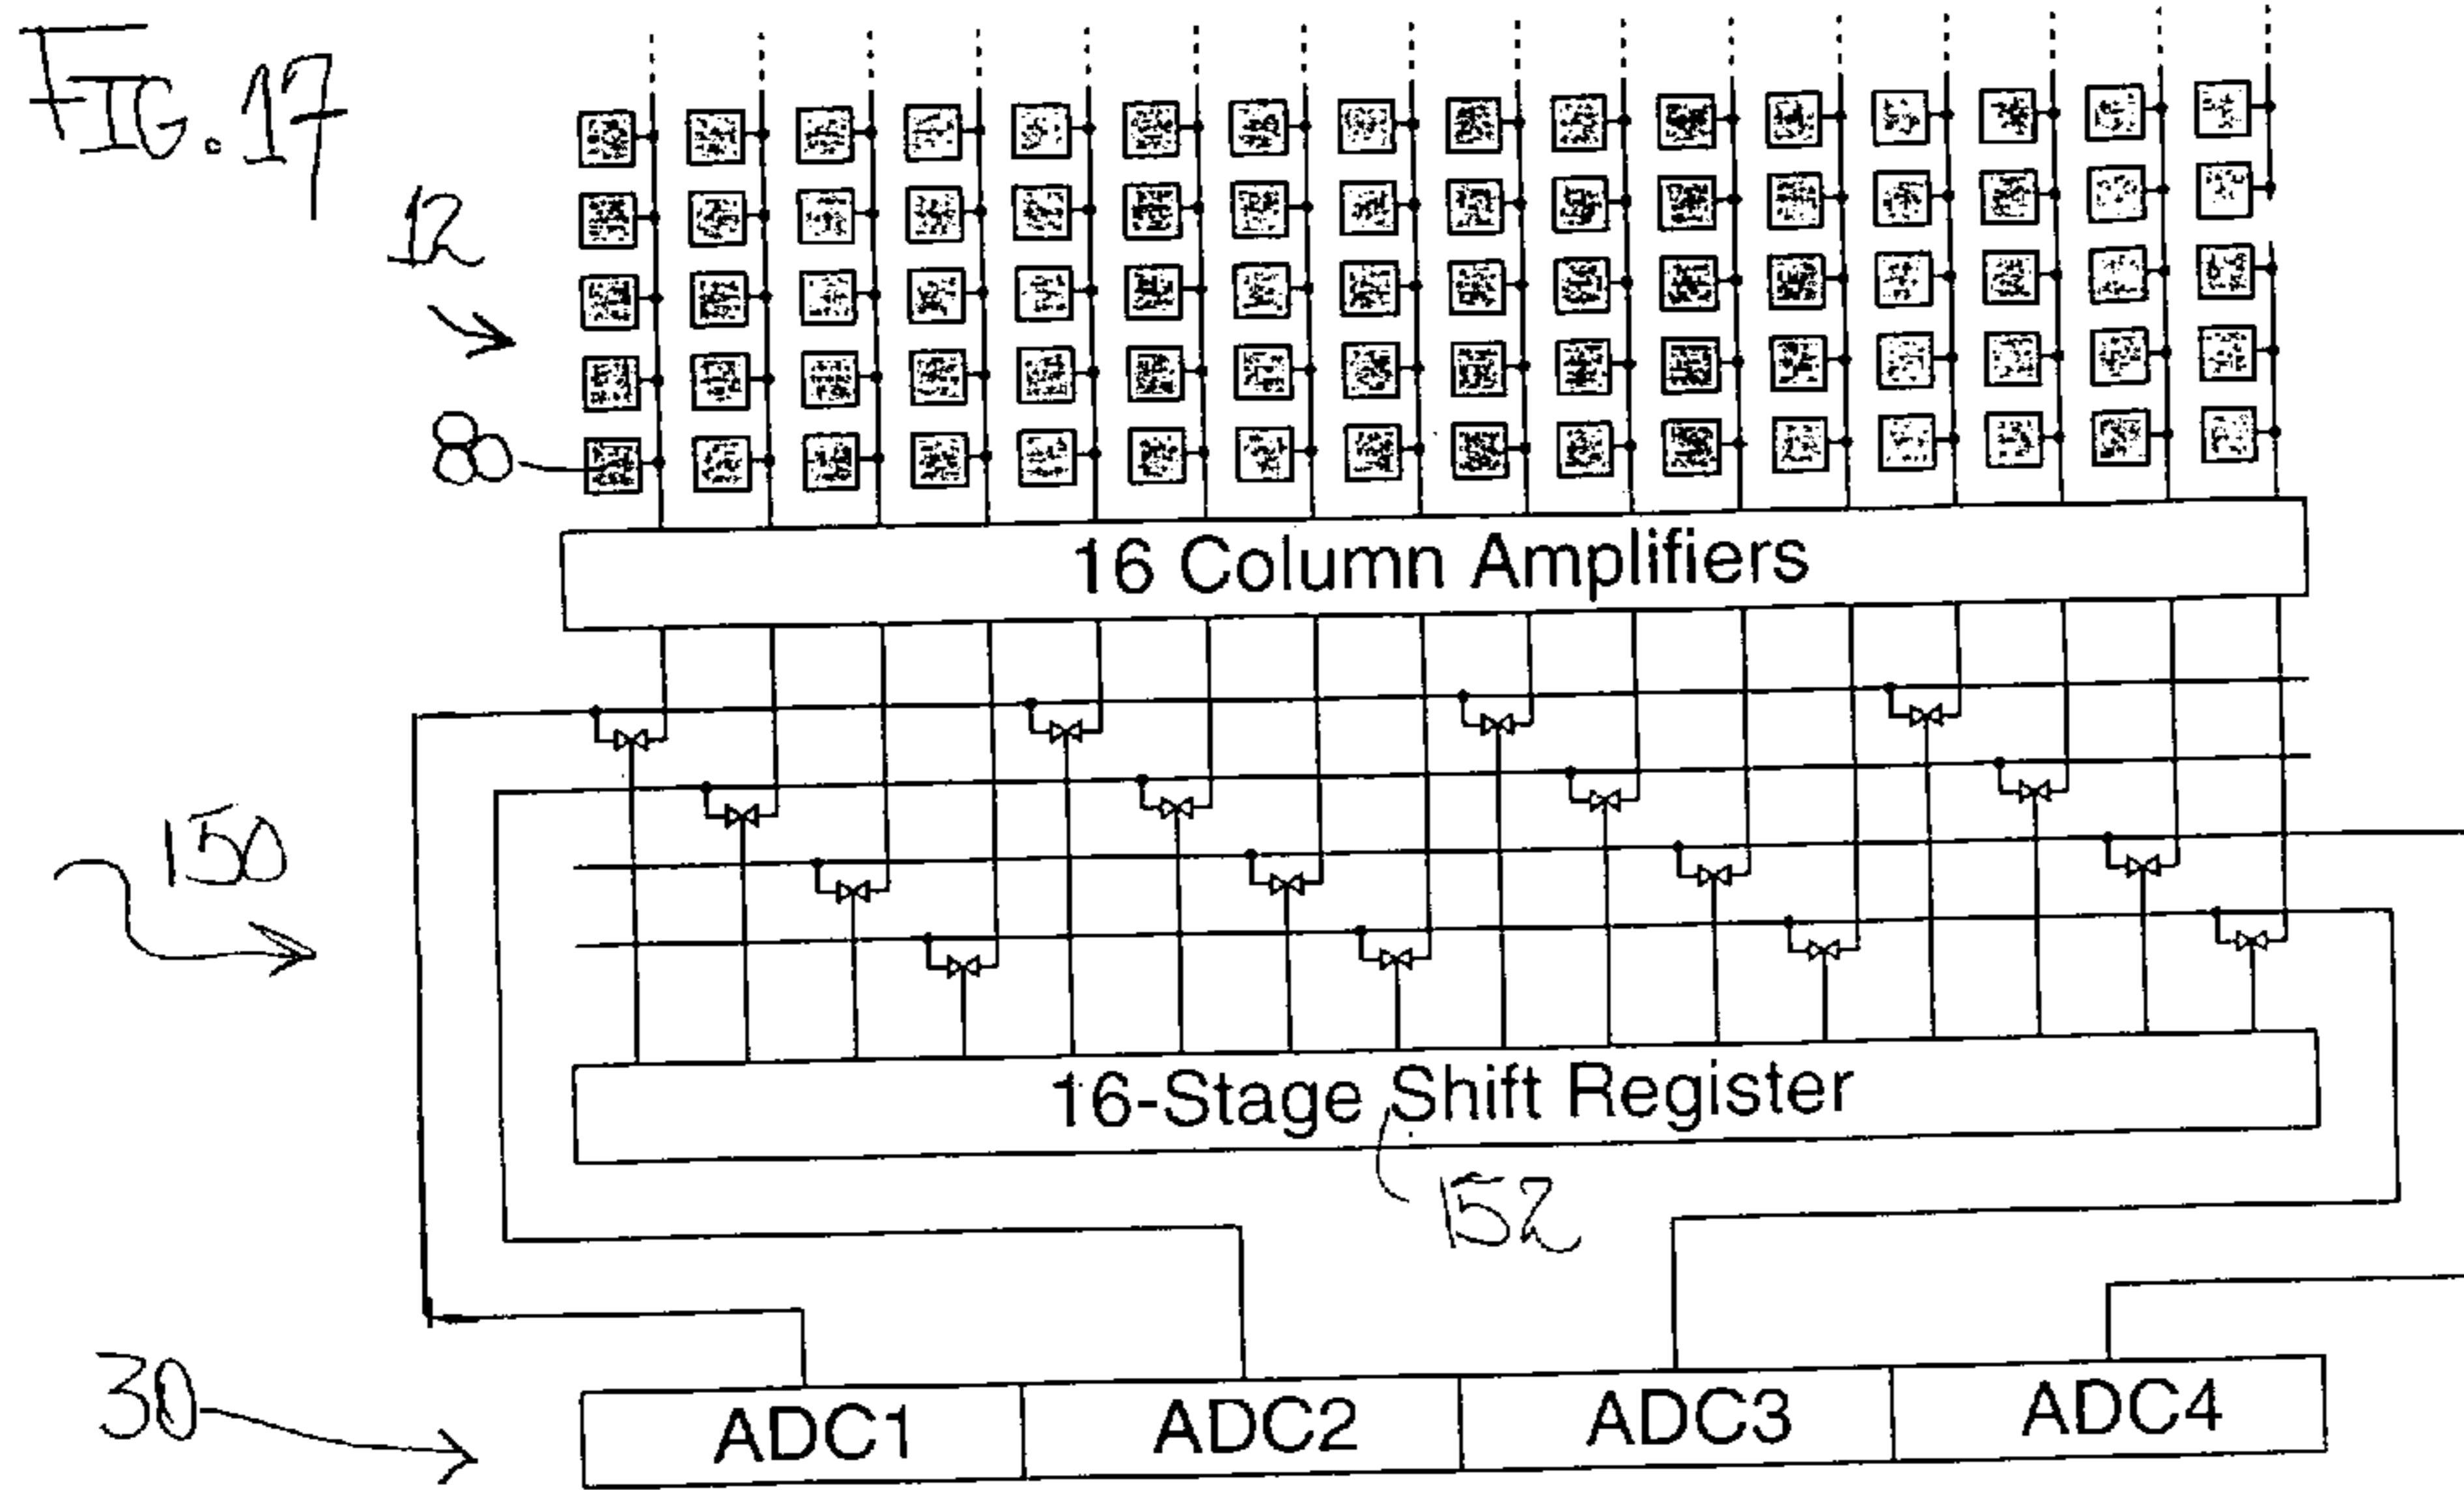 FIG. 17
12
80
16 Column Amplifiers
150
16-Stage Shift Register
152
30
ADC1 ADC2 ADC3 ADC4